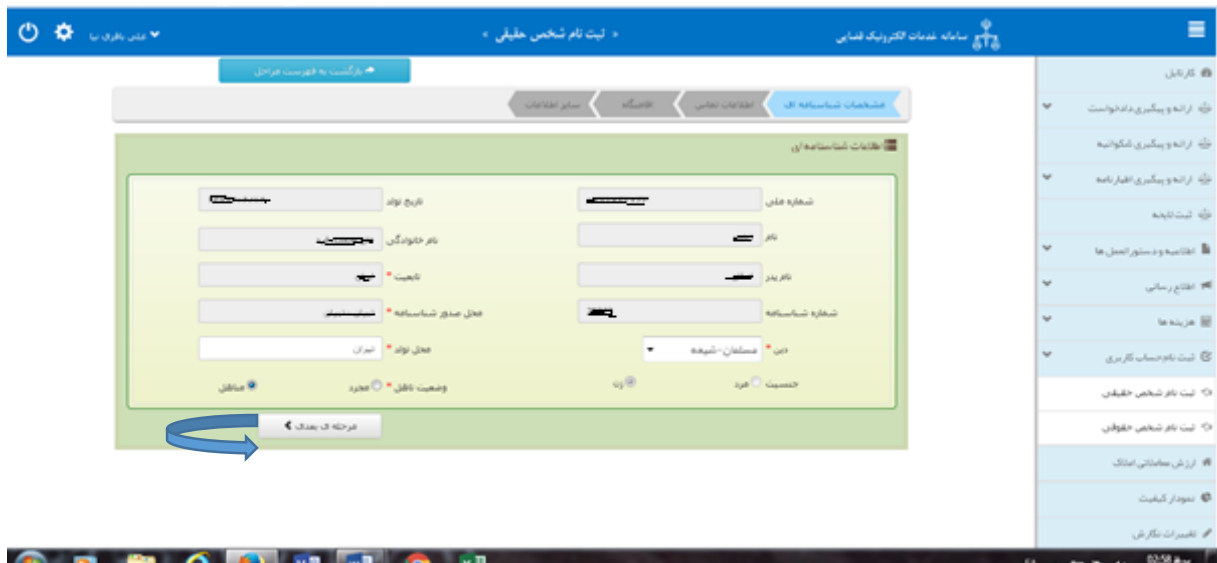 سامانه خدمات الکترونیک قضایی
« ثبت نام شخص حقیقی »
بازگشت به فهرست مراحل
مشخصات شناسنامه ای
اطلاعات تماس
اقامتگاه
سایر اطلاعات
اطلاعات شناسنامه ای
شماره ملی
تاریخ تولد
نام
نام خانوادگی
نام پدر
تابعیت *
شماره شناسنامه
محل صدور شناسنامه *
دین * مسلمان-شیعه
محل تولد * تهران
جنسیت مرد زن
وضعیت تاهل * مجرد متاهل
مرحله ی بعدی
کارتابل
ارائه و پیگیری دادخواست
ارائه و پیگیری شکوائیه
ارائه و پیگیری اظهارنامه
ثبت لایحه
اطلاعیه و دستورالعمل ها
اطلاع رسانی
هزینه ها
ثبت نام حساب کاربری
ثبت نام شخص حقیقی
ثبت نام شخص حقوقی
ارزش معاملاتی املاک
نمودار کیفیت
تغییرات نگارش